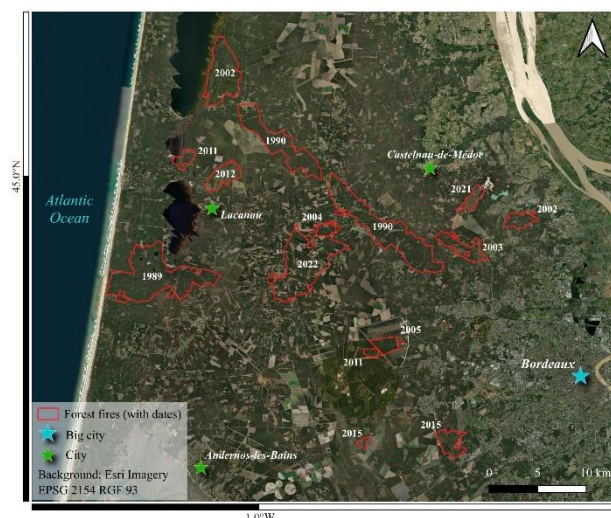 2002
1990
2011
2012
Castelnau-de-Médoc
45.0°N
Atlantic
Ocean
Lacanau
2021
2002
2004
1990
2003
2022
1989
2005
2011
Bordeaux
Forest fires (with dates)
Big city
City
Background: Esri Imagery
EPSG 2154 RGF 93
2015
2015
Andernos-les-Bains
0 5 10 km
1.0°W